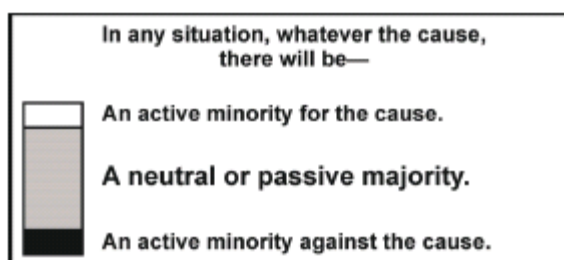 In any situation, whatever the cause,
there will be—
An active minority for the cause.
A neutral or passive majority.
An active minority against the cause.